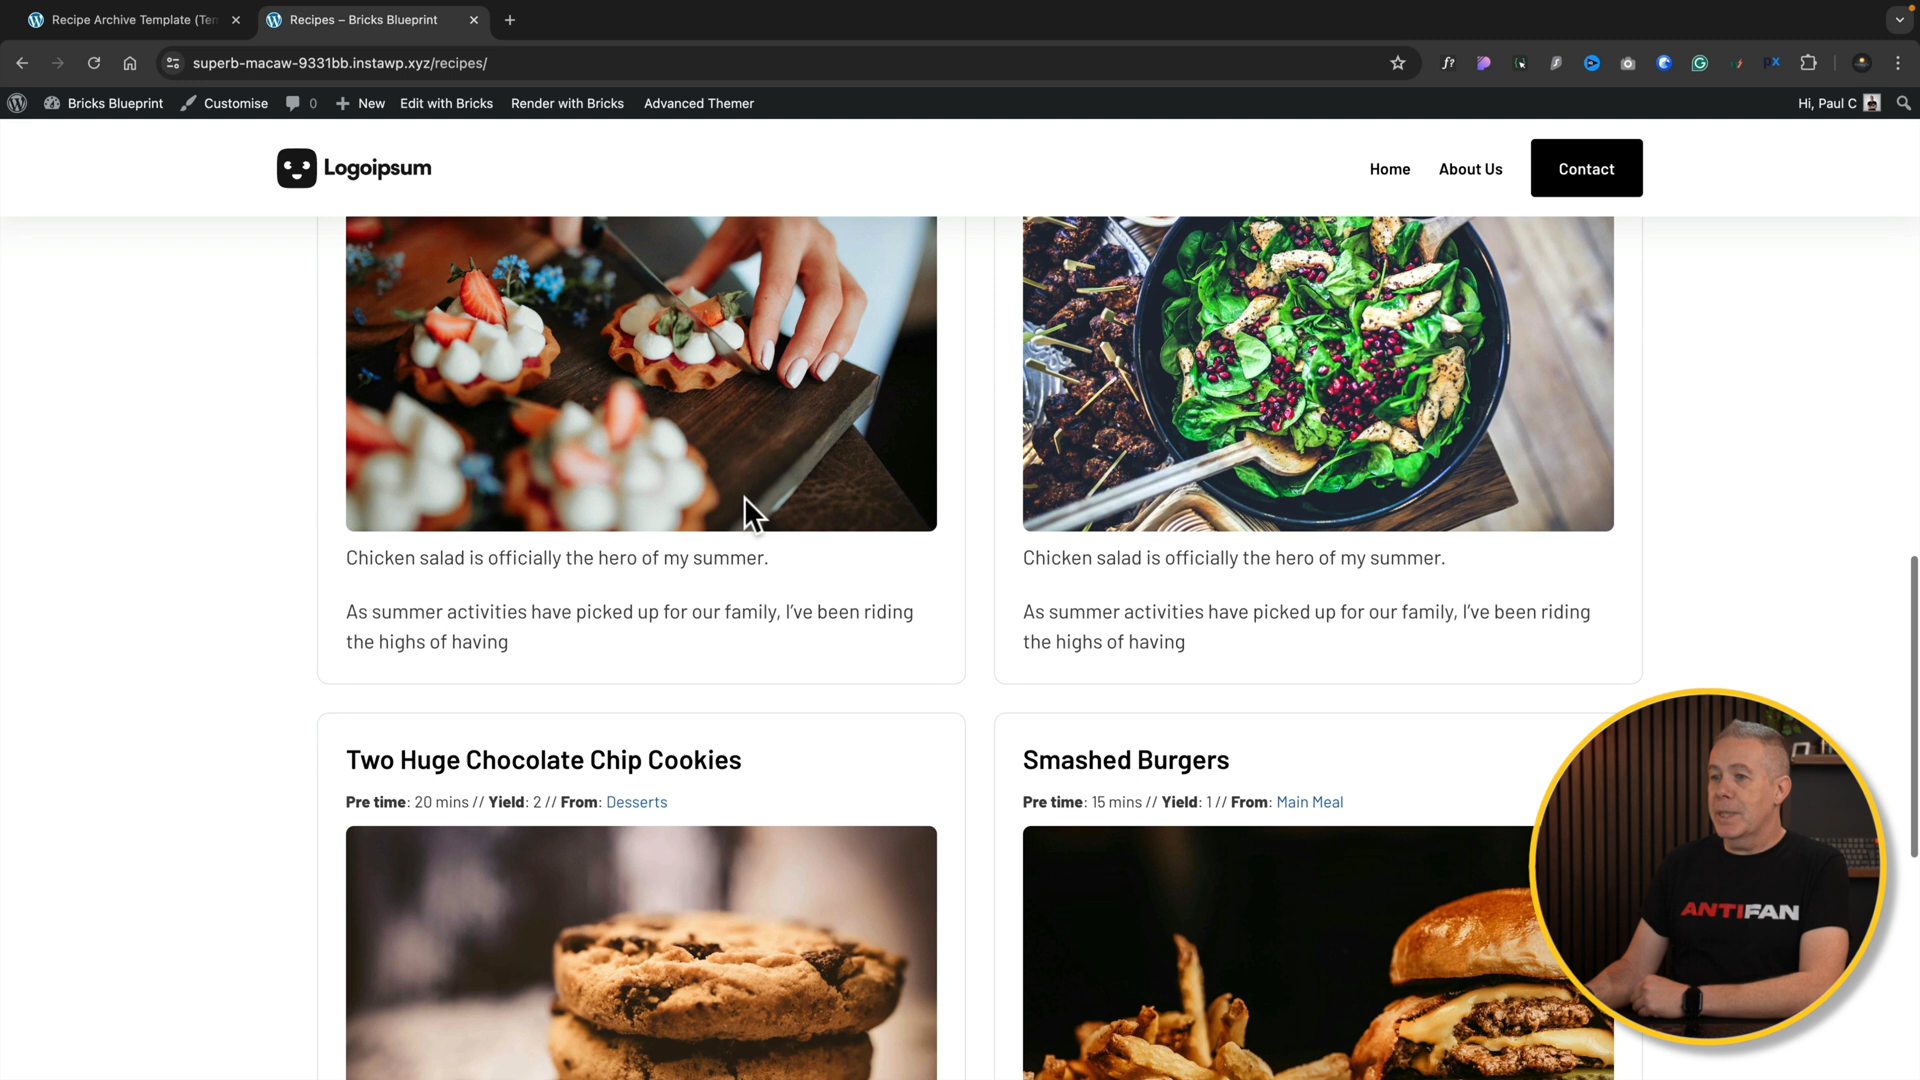 Recipe Archive Template (Ten
Recipes – Bricks Blueprint
superb-macaw-9331bb.instawp.xyz/recipes/
Bricks Blueprint
Customise
0
New
Edit with Bricks
Render with Bricks
Advanced Themer
Hi, Paul C
Logoipsum
Home
About Us
Contact
Chicken salad is officially the hero of my summer.
As summer activities have picked up for our family, I've been riding
the highs of having
Chicken salad is officially the hero of my summer.
As summer activities have picked up for our family, I've been riding
the highs of having
Two Huge Chocolate Chip Cookies
Pre time: 20 mins // Yield: 2 // From: Desserts
Smashed Burgers
Pre time: 15 mins // Yield: 1 // From: Main Meal
ANTIFAN